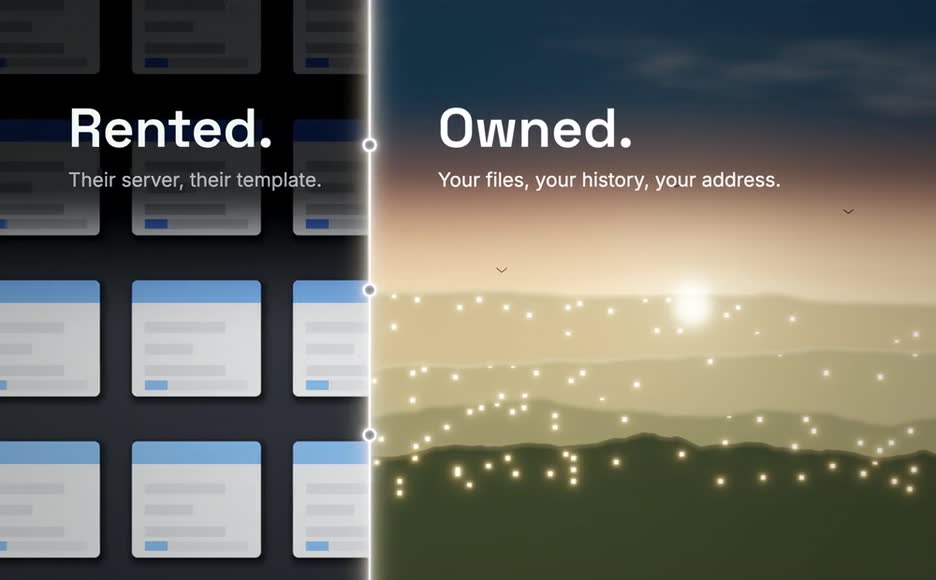 Rented.
Their server, their template.
Owned.
Your files, your history, your address.